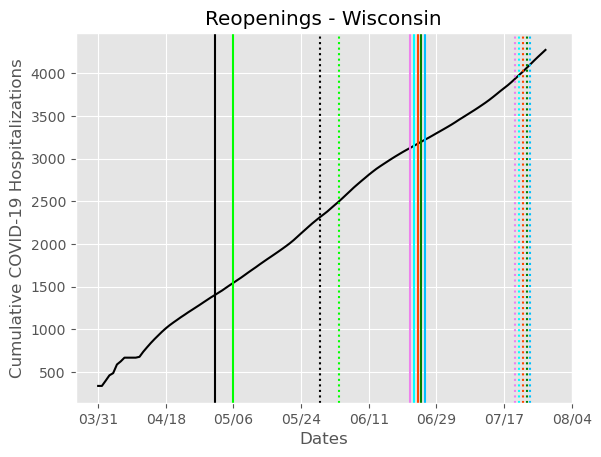 Reopenings - Wisconsin
Cumulative COVID-19 Hospitalizations
4000
3500
3000
2500
2000
1500
1000
500
03/31 04/18 05/06 05/24 06/11 06/29 07/17 08/04
Dates